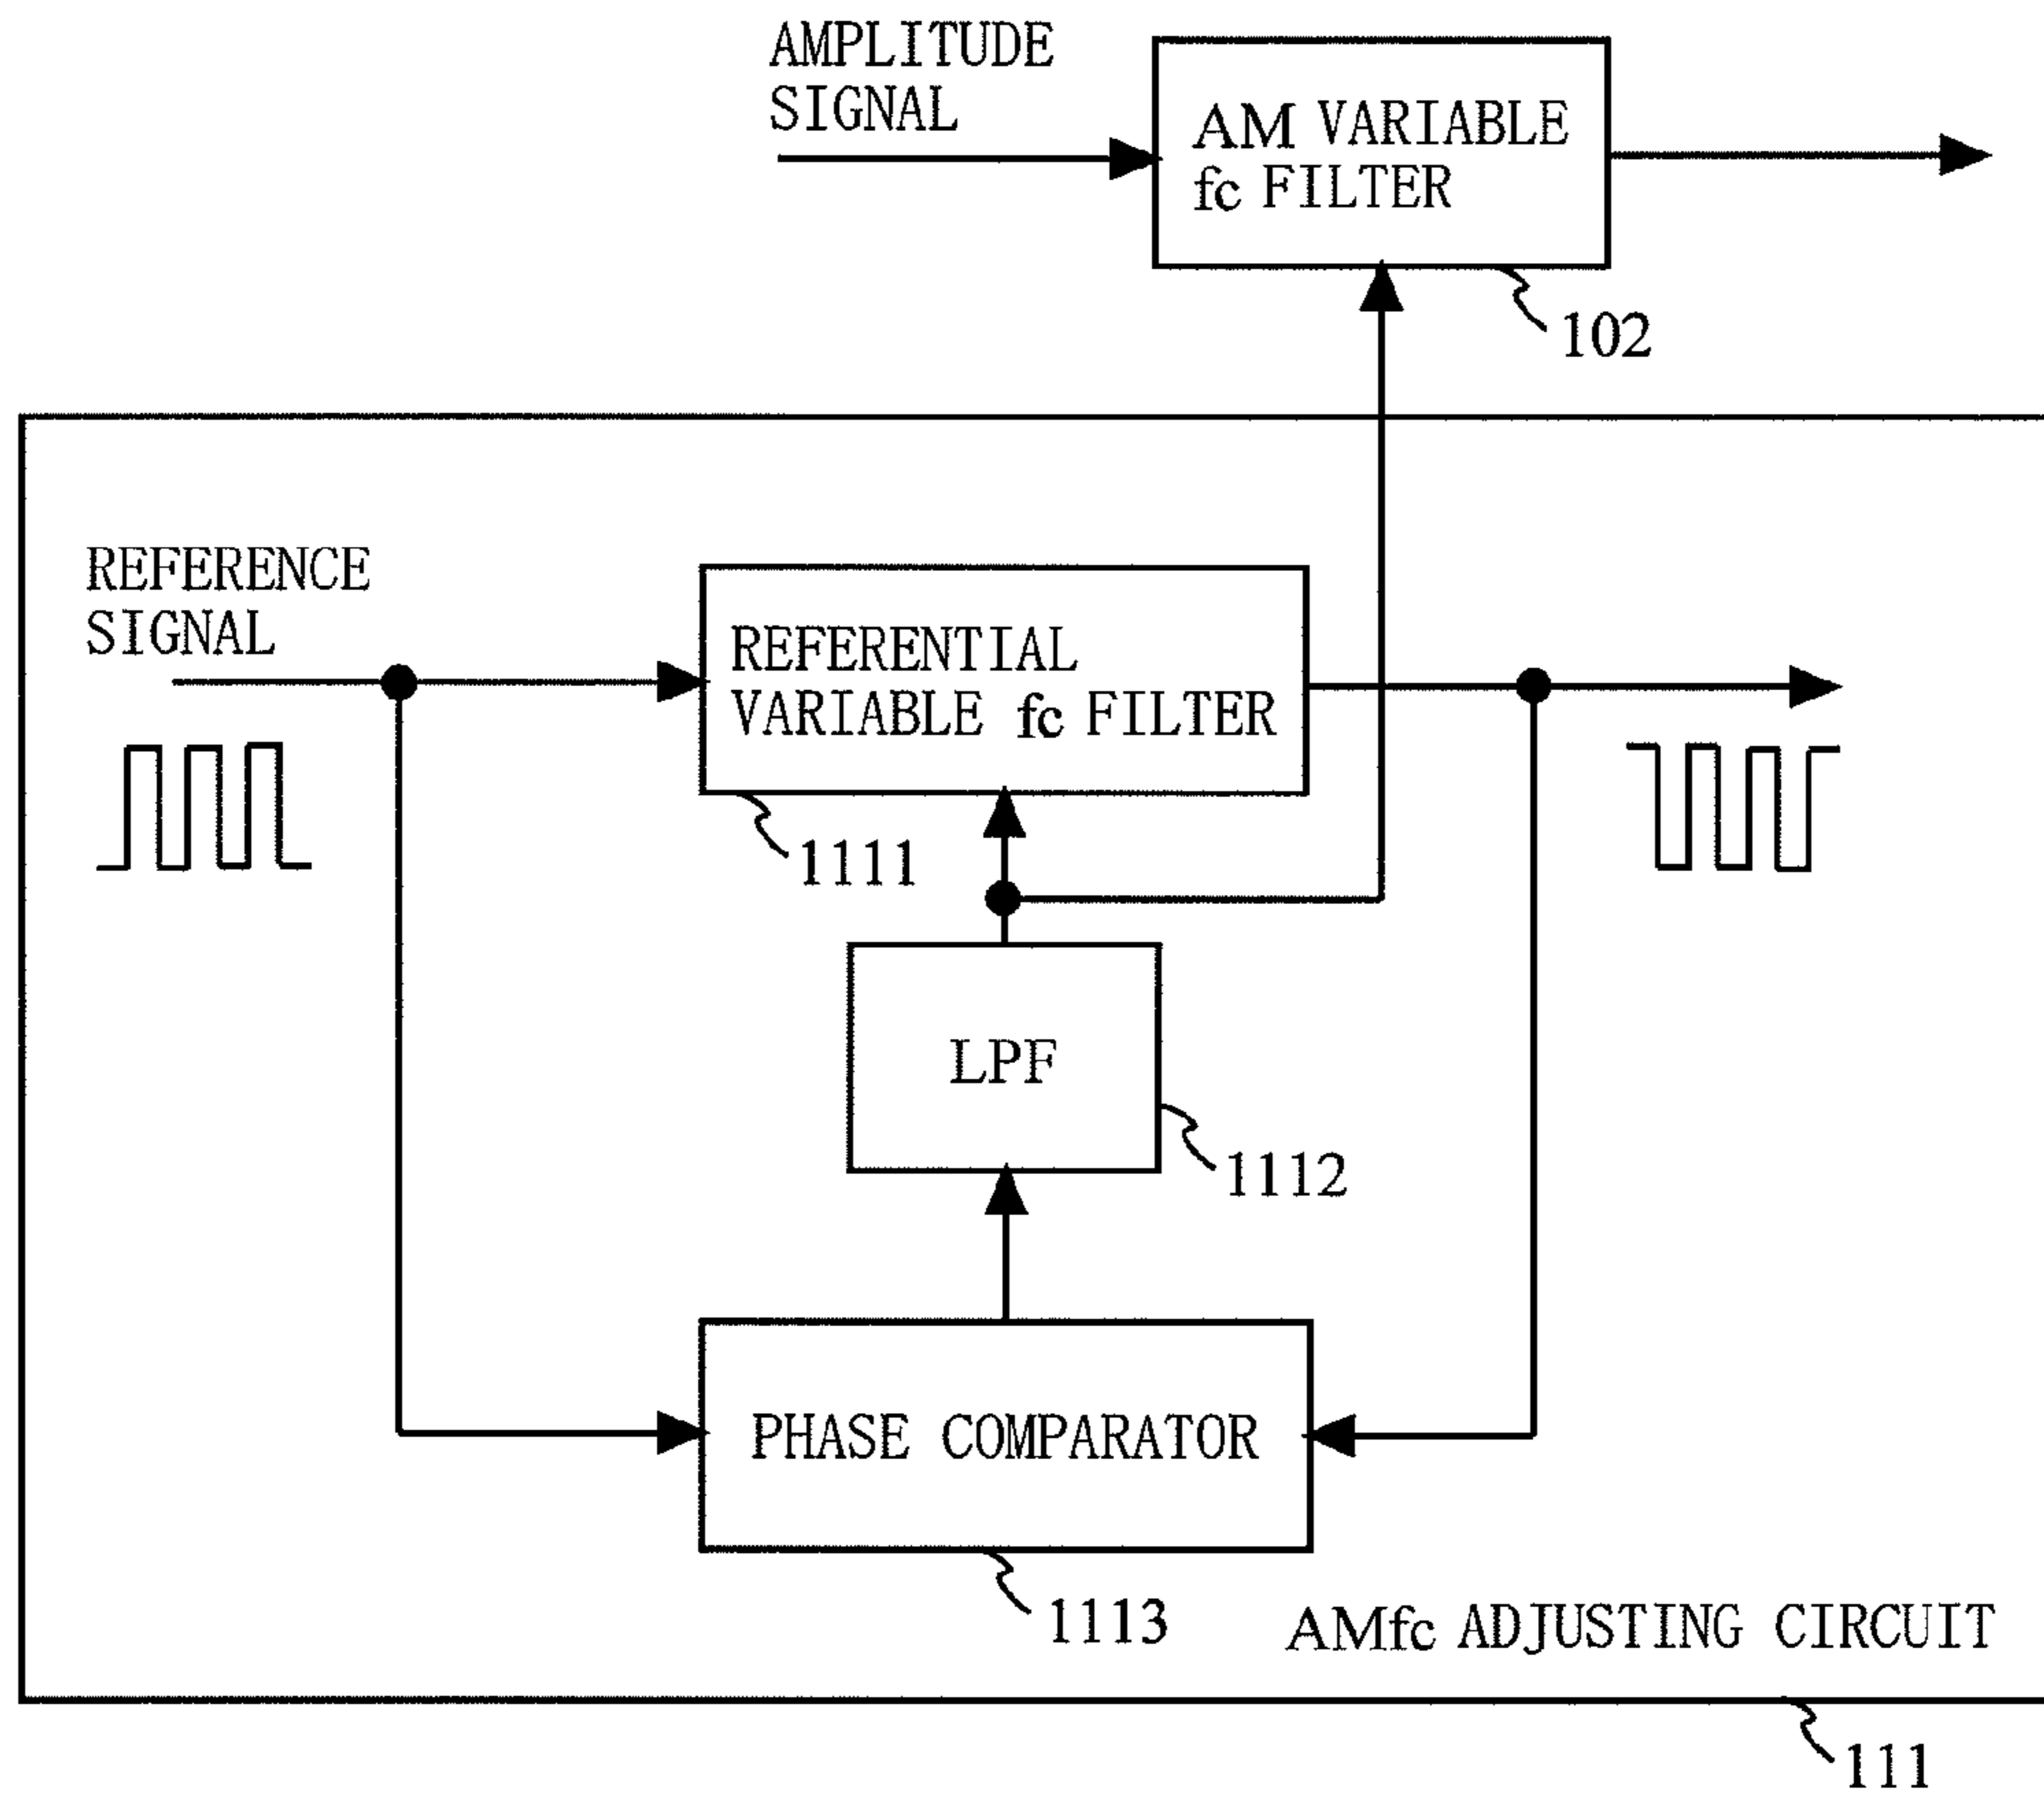 AMPLITUDE
SIGNAL
AM VARIABLE
fc FILTER
102
REFERENCE
SIGNAL
REFERENTIAL
VARIABLE fc FILTER
1111
LPF
1112
PHASE COMPARATOR
1113
AMfc ADJUSTING CIRCUIT
111